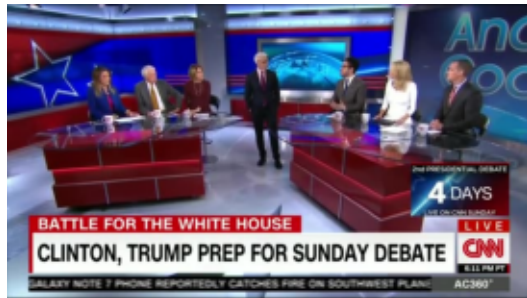 2nd PRESIDENTIAL DEBATE
4 DAYS
LIVE ON CNN SUNDAY
BATTLE FOR THE WHITE HOUSE
LIVE
CLINTON, TRUMP PREP FOR SUNDAY DEBATE
CNN
6:11 PM PT
GALAXY NOTE 7 PHONE REPORTEDLY CATCHES FIRE ON SOUTHWEST PLANE
AC360°